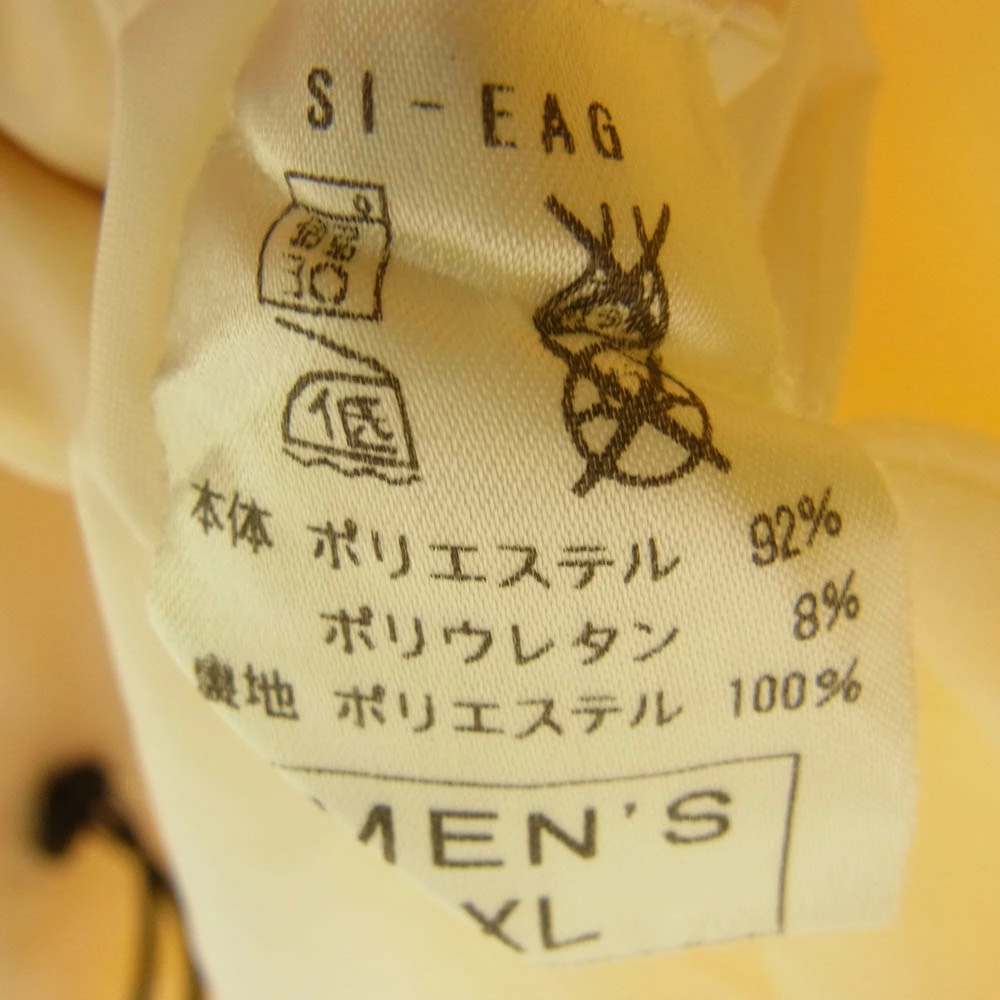 SI-EAG
低
本体 ポリエステル 92%
ポリウレタン 8%
裏地 ポリエステル 100%
MEN'S
XL